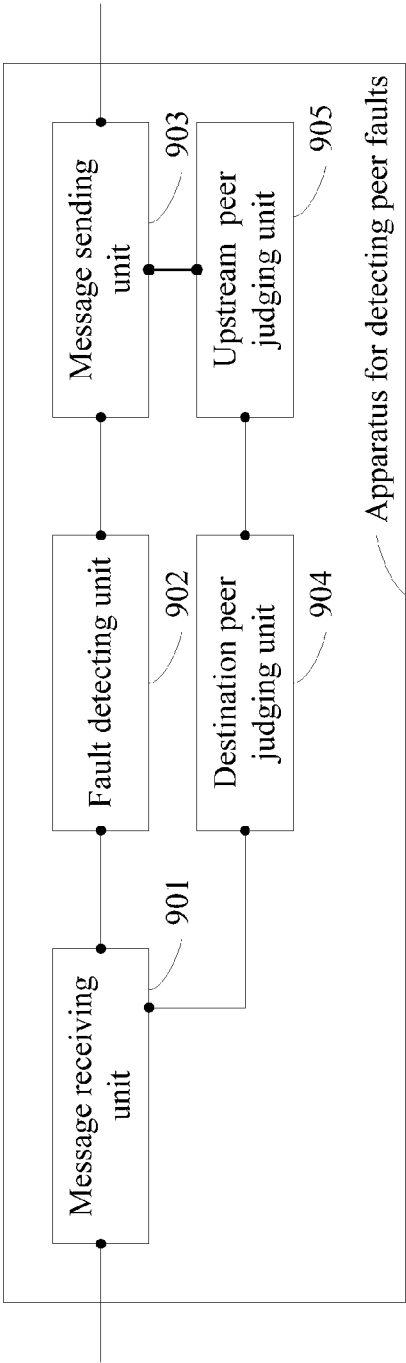 Message receiving
unit
901
Fault detecting unit
902
Message sending
unit
903
Destination peer
judging unit
904
Upstream peer
judging unit
905
Apparatus for detecting peer faults